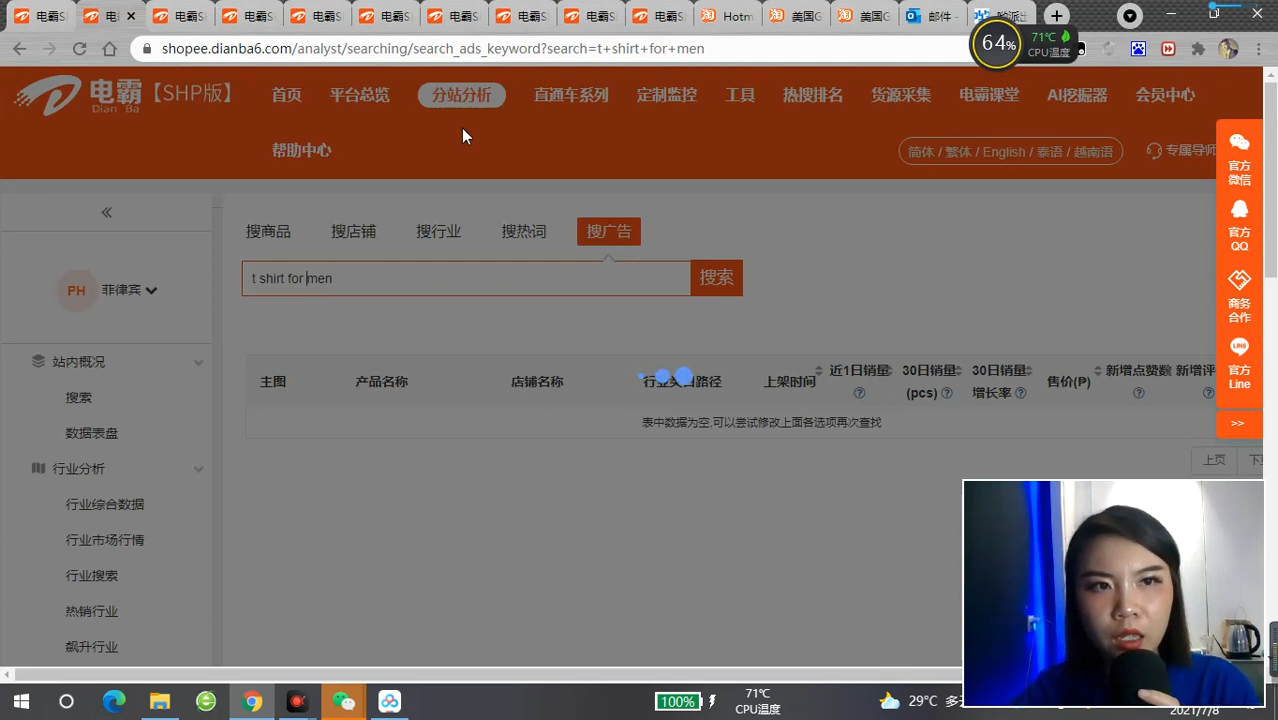 电霸S
电
电霸S
电霸S
电霸S
电霸S
电霸S
电霸S
电霸S
电霸S
Hotm
美国G
美国G
邮件 -
shopee.dianba6.com/analyst/searching/search_ads_keyword?search=t+shirt+for+men
64%
71℃
CPU温度
电霸【SHP版】
Dian Ba
首页
平台总览
分站分析
直通车系列
定制监控
工具
热搜排名
货源采集
电霸课堂
AI挖掘器
会员中心
帮助中心
简体 / 繁体 / English / 泰语 / 越南语
专属导师
官方
微信
官方
QQ
商务
合作
LINE
官方
Line
>>
«
PH 菲律宾
站内概况
搜索
数据表盘
行业分析
行业综合数据
行业市场行情
行业搜索
热销行业
飙升行业
搜商品
搜店铺
搜行业
搜热词
搜广告
t shirt for men
搜索
主图
产品名称
店铺名称
上架时间
近1日销量
30日销量
(pcs)
30日销量
增长率
售价(₱)
新增点赞数
新增评
表中数据为空,可以尝试修改上面各选项再次查找
上页
100%
71℃
CPU温度
29°C
2021/7/8